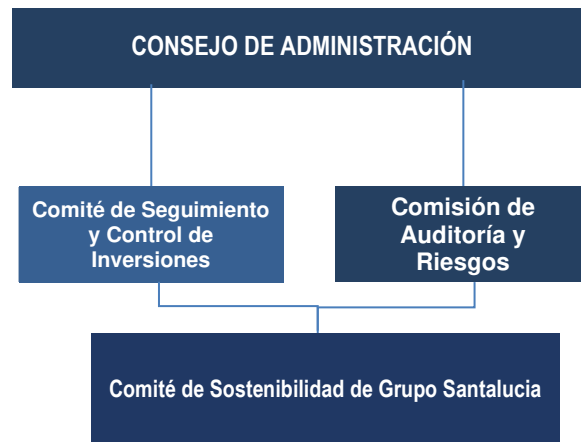 CONSEJO DE ADMINISTRACIÓN
Comité de Seguimiento
y Control de
Inversiones
Comisión de
Auditoría y
Riesgos
Comité de Sostenibilidad de Grupo Santalucia